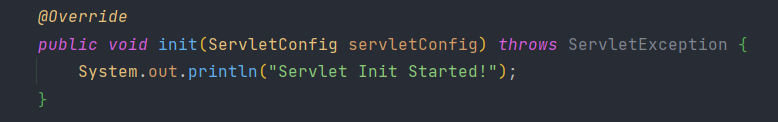 @Override
public void init(ServletConfig servletConfig) throws ServletException {
    System.out.println("Servlet Init Started!");
}